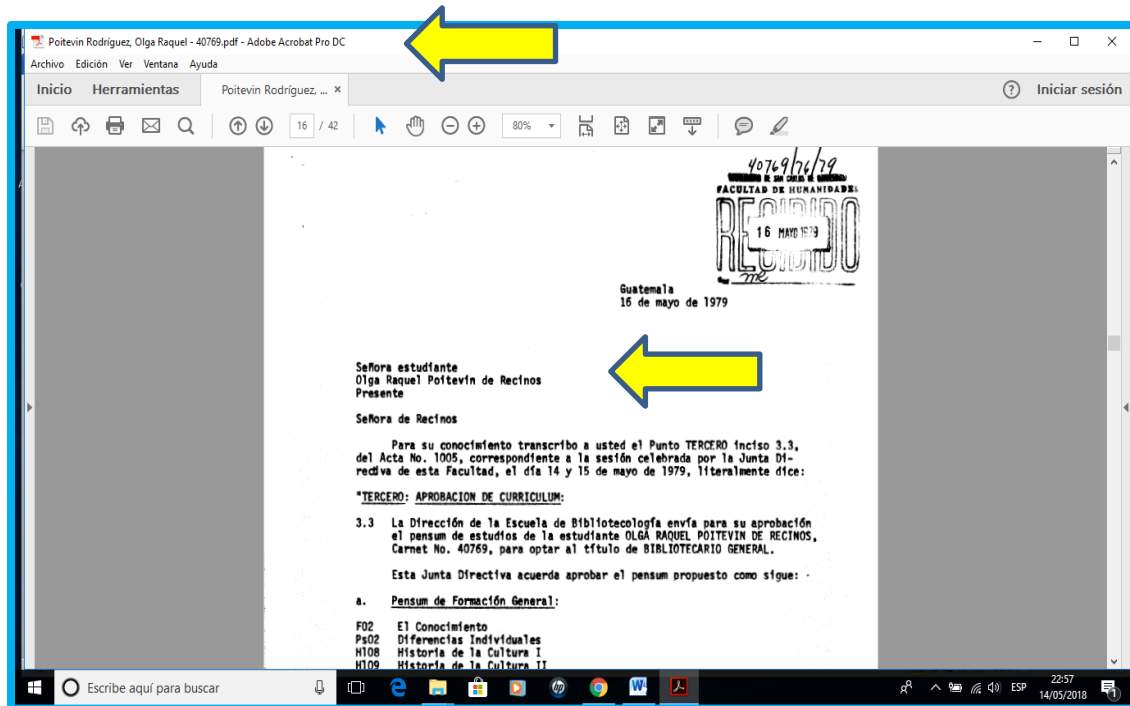 Poitevin Rodríguez, Olga Raquel - 40769.pdf - Adobe Acrobat Pro DC
Archivo Edición Ver Ventana Ayuda
Inicio Herramientas Poitevin Rodríguez, ... × Iniciar sesión
16 / 42 80%
40769/76/79
DE SAN CARLOS DE
FACULTAD DE HUMANIDADES
RECIBIDO
16 MAYO 1979
Guatemala
16 de mayo de 1979
Señora estudiante
Olga Raquel Poitevin de Recinos
Presente
Señora de Recinos
Para su conocimiento transcribo a usted el Punto TERCERO inciso 3.3,
del Acta No. 1005, correspondiente a la sesión celebrada por la Junta Di-
rectiva de esta Facultad, el día 14 y 15 de mayo de 1979, literalmente dice:
"TERCERO: APROBACION DE CURRICULUM:
3.3 La Dirección de la Escuela de Bibliotecología envía para su aprobación
el pensum de estudios de la estudiante OLGA RAQUEL POITEVIN DE RECINOS,
Carnet No. 40769, para optar al título de BIBLIOTECARIO GENERAL.
Esta Junta Directiva acuerda aprobar el pensum propuesto como sigue:
a. Pensum de Formación General:
F02 El Conocimiento
Ps02 Diferencias Individuales
H108 Historia de la Cultura I
H109 Historia de la Cultura II
Escribe aquí para buscar ESP 22:57
14/05/2018